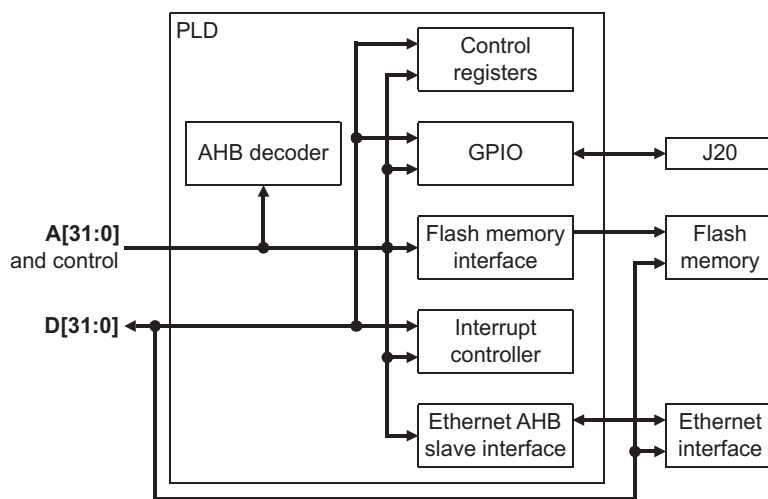 PLD
Control
registers
AHB decoder
GPIO
J20
A[31:0]
and control
Flash memory
interface
Flash
memory
D[31:0]
Interrupt
controller
Ethernet AHB
slave interface
Ethernet
interface